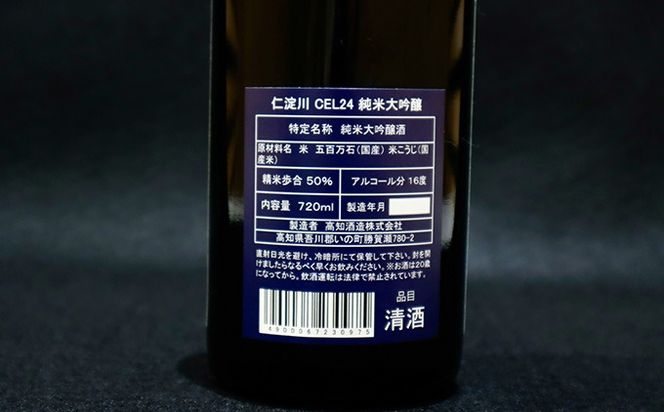 仁淀川 CEL24 純米大吟醸
特定名称 純米大吟醸酒
原材料名 米 五百万石(国産) 米こうじ(国
産米)
精米歩合 50% アルコール分 16度
内容量 720ml 製造年月
製造者 高知酒造株式会社
高知県吾川郡いの町勝賀瀬780-2
直射日光を避け、冷暗所にて保管して下さい。封を開
けましたらなるべく早くお飲みください。※お酒は20歳
になってから。飲酒運転は法律で禁止されています。
品目
清酒
4900067230975